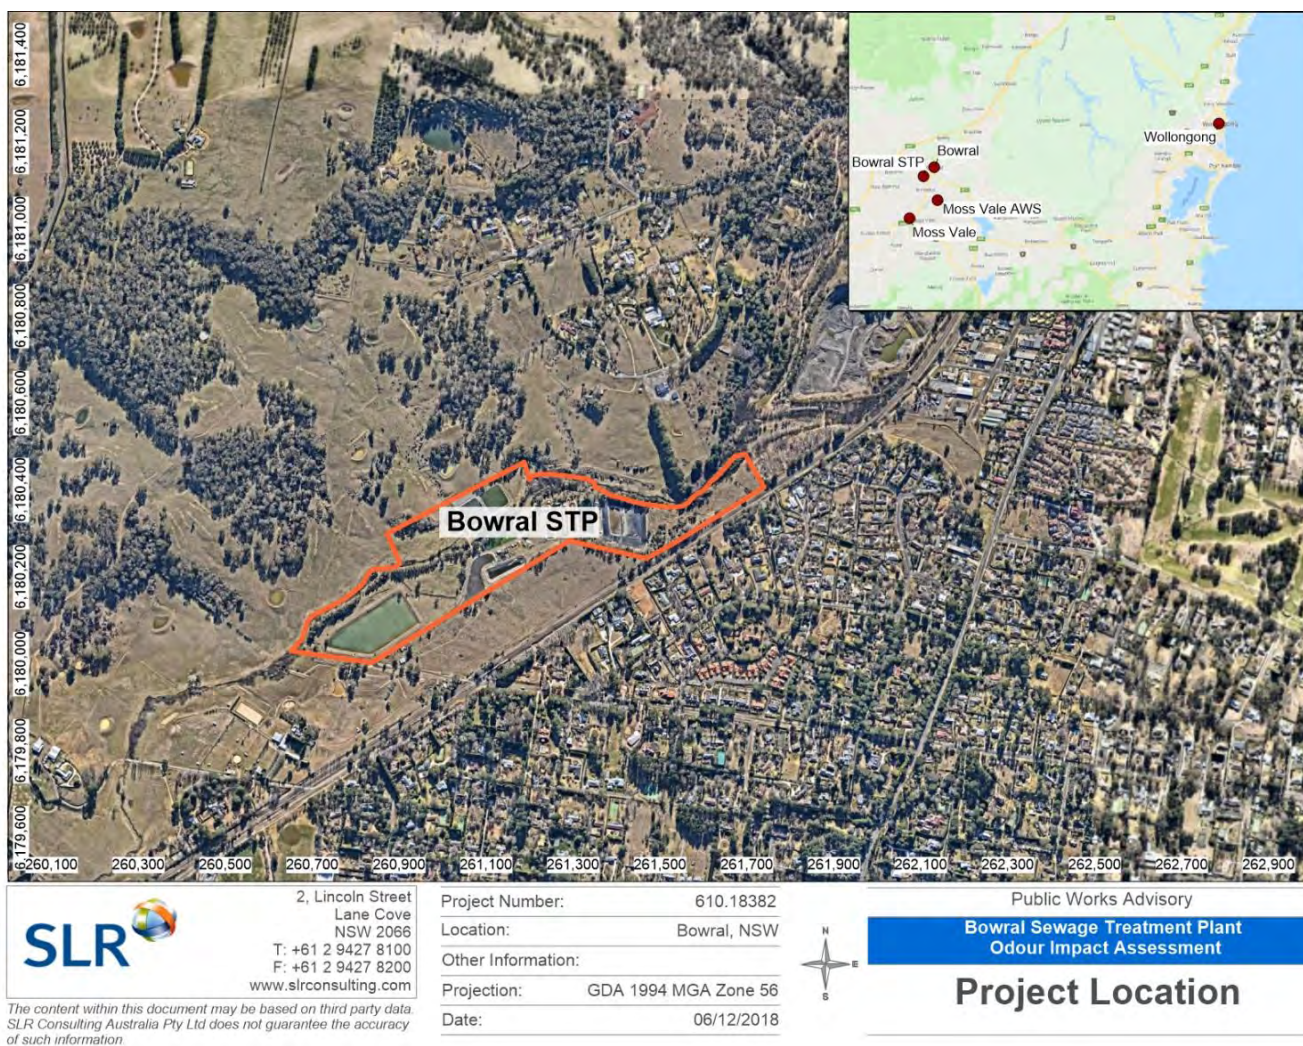 6,181,400
6,181,200
6,181,000
6,180,800
6,180,600
6,180,400
6,180,200
6,180,000
6,179,800
6,179,600
Wollongong
Bowral
Bowral STP
Moss Vale AWS
Moss Vale
Bowral STP
260,100 260,300 260,500 260,700 260,900 261,100 261,300 261,500 261,700 261,900 262,100 262,300 262,500 262,700 262,900
SLR
2, Lincoln Street
Lane Cove
NSW 2066
T: +61 2 9427 8100
F: +61 2 9427 8200
www.slrconsulting.com
The content within this document may be based on third party data.
SLR Consulting Australia Pty Ltd does not guarantee the accuracy
of such information.
Project Number: 610.18382
Location: Bowral, NSW
Other Information:
Projection: GDA 1994 MGA Zone 56
Date: 06/12/2018
N
E
S
Public Works Advisory
Bowral Sewage Treatment Plant
Odour Impact Assessment
Project Location